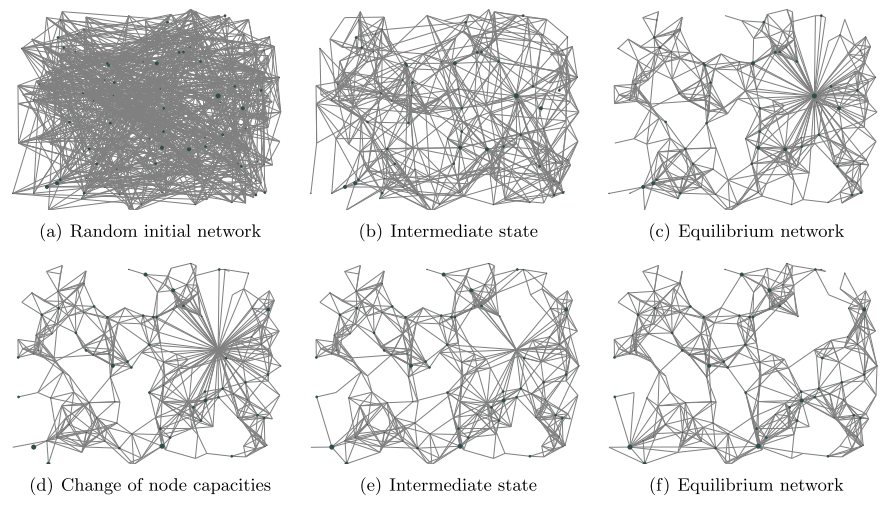 (a) Random initial network
(b) Intermediate state
(c) Equilibrium network
(d) Change of node capacities
(e) Intermediate state
(f) Equilibrium network